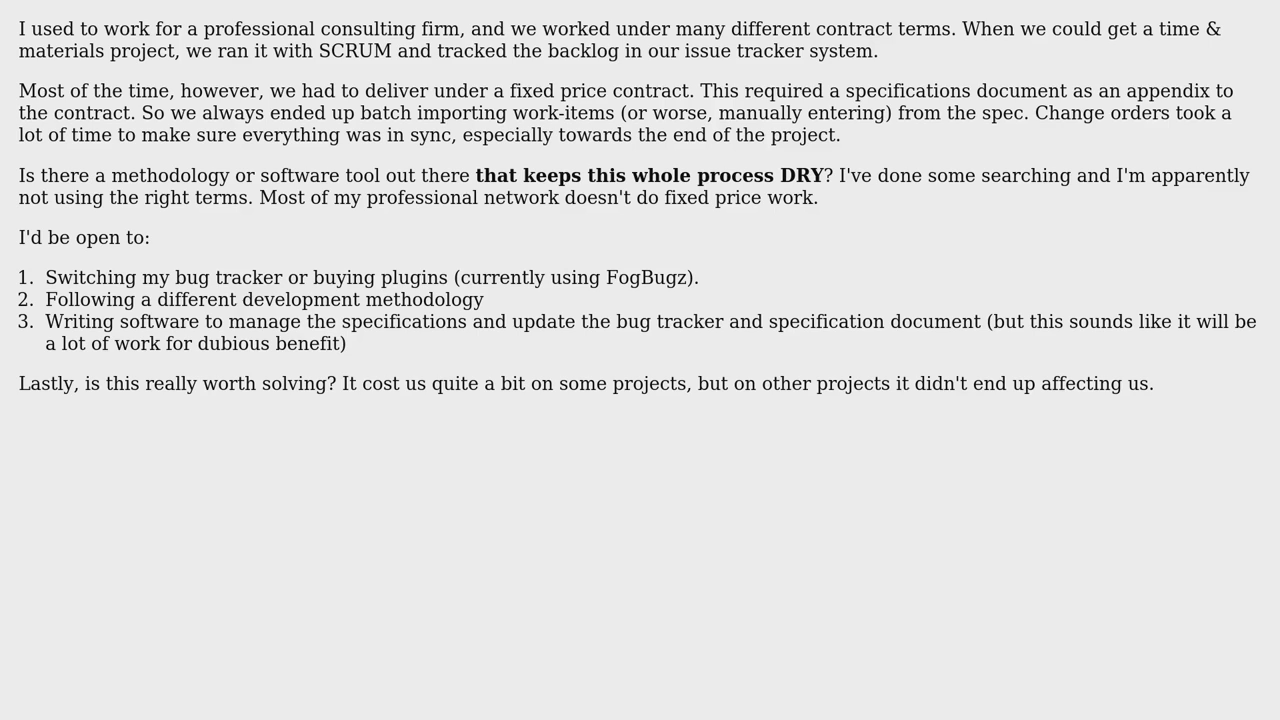 I used to work for a professional consulting firm, and we worked under many different contract terms. When we could get a time &
materials project, we ran it with SCRUM and tracked the backlog in our issue tracker system.
Most of the time, however, we had to deliver under a fixed price contract. This required a specifications document as an appendix to
the contract. So we always ended up batch importing work-items (or worse, manually entering) from the spec. Change orders took a
lot of time to make sure everything was in sync, especially towards the end of the project.
Is there a methodology or software tool out there that keeps this whole process DRY? I've done some searching and I'm apparently
not using the right terms. Most of my professional network doesn't do fixed price work.
I'd be open to:
1. Switching my bug tracker or buying plugins (currently using FogBugz).
2. Following a different development methodology
3. Writing software to manage the specifications and update the bug tracker and specification document (but this sounds like it will be
a lot of work for dubious benefit)
Lastly, is this really worth solving? It cost us quite a bit on some projects, but on other projects it didn't end up affecting us.